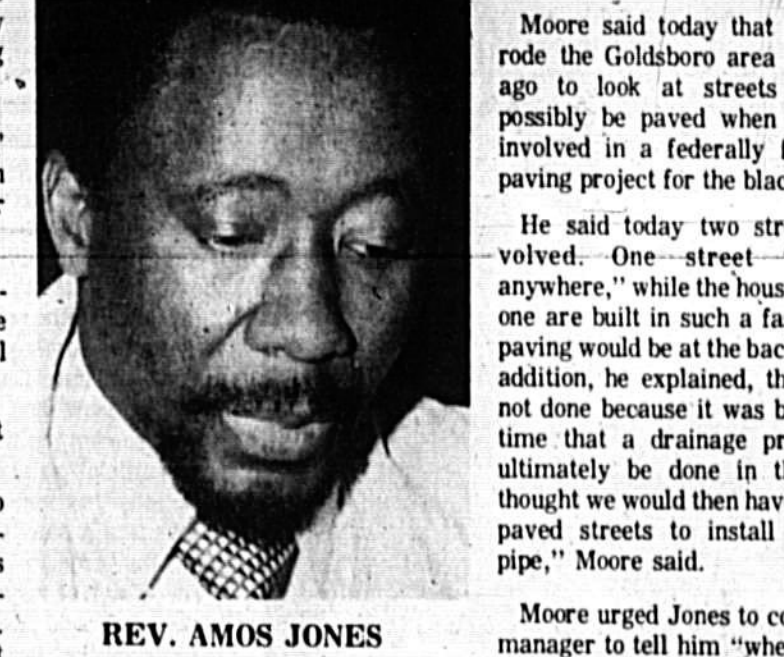 REV. AMOS JONES
Moore said today that
rode the Goldsboro area
ago to look at streets
possibly be paved when
involved in a federally
paving project for the blac
He said today two str
volved. One street
anywhere," while the hous
one are built in such a fa
paving would be at the bac
addition, he explained, th
not done because it was b
time that a drainage pr
ultimately be done in t
thought we would then hav
paved streets to install
pipe," Moore said.
Moore urged Jones to co
manager to tell him "whe